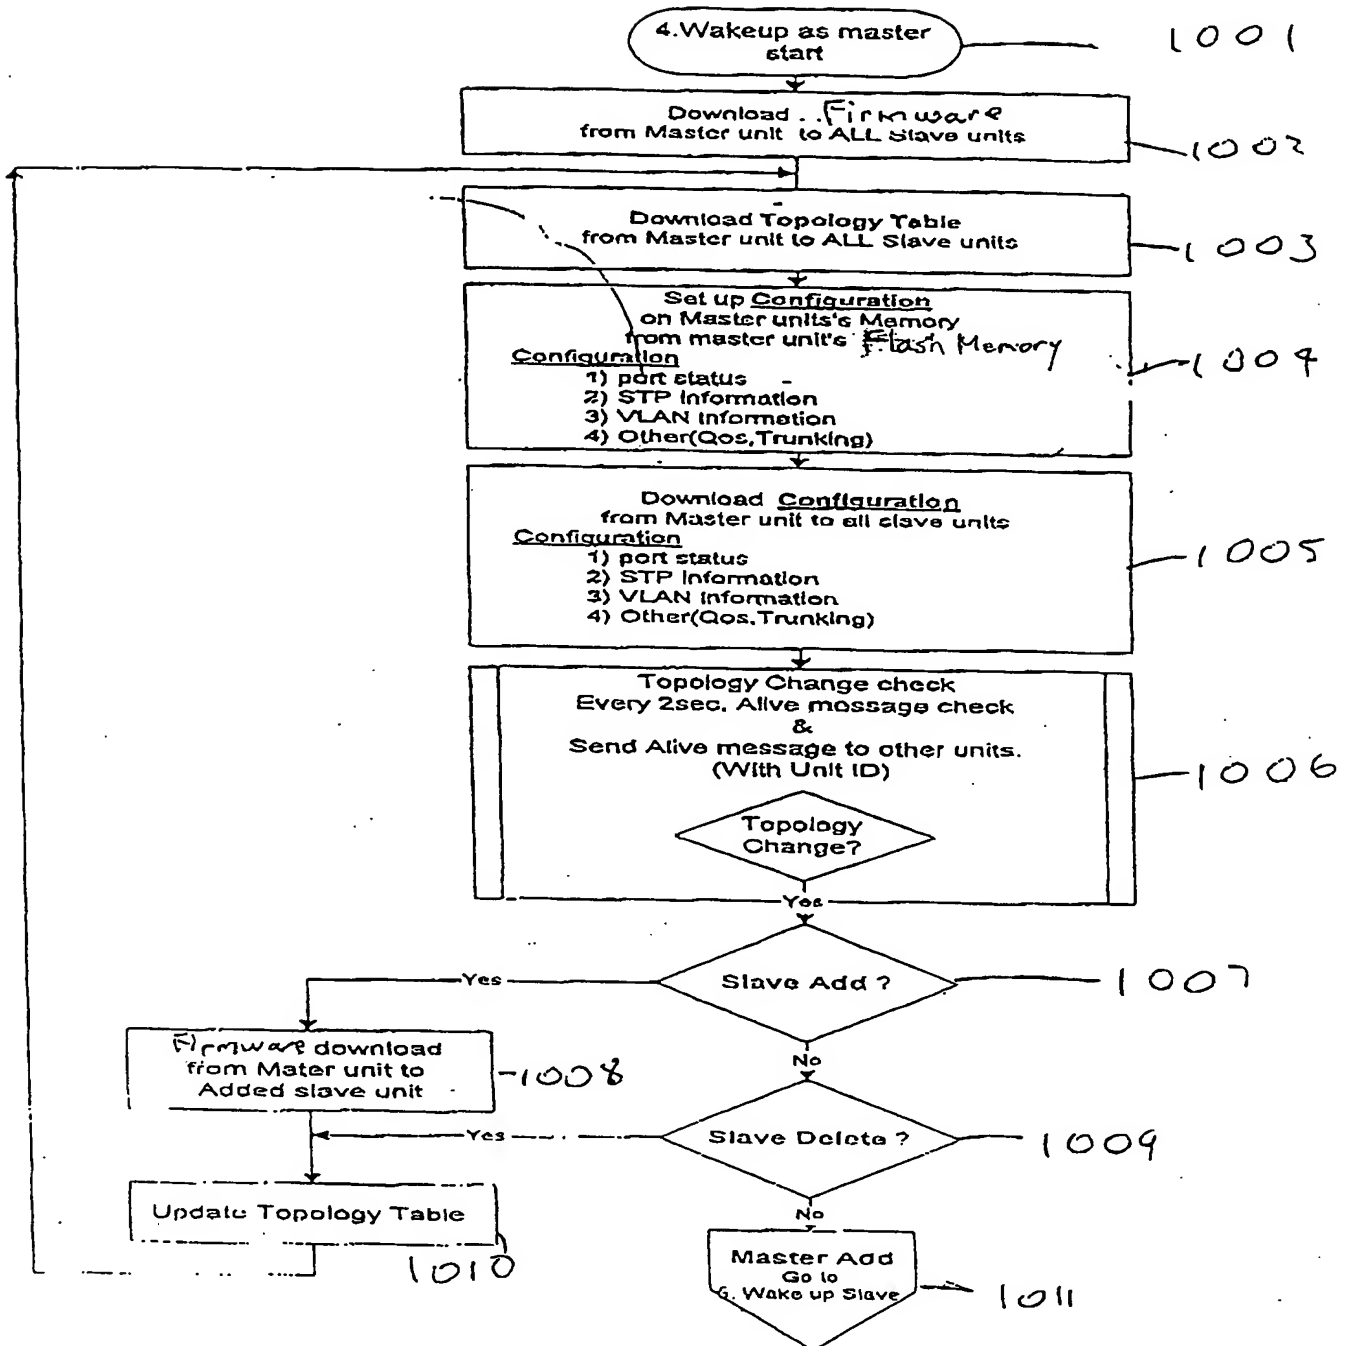 4.Wakeup as master
start
1001
Download .. Firmware
from Master unit to ALL Slave units
1002
Download Topology Table
from Master unit to ALL Slave units
1003
Set up Configuration
on Master units's Memory
from master unit's Flash Memory
Configuration
1) port status
2) STP Information
3) VLAN Information
4) Other(Qos,Trunking)
1004
Download Configuration
from Master unit to all slave units
Configuration
1) port status
2) STP Information
3) VLAN Information
4) Other(Qos,Trunking)
1005
Topology Change check
Every 2sec. Alive message check
&
Send Alive message to other units.
(With Unit ID)
1006
Topology
Change?
Yes
Slave Add ?
1007
Yes
Firmware download
from Mater unit to
Added slave unit
1008
No
Slave Delete ?
1009
Yes
Update Topology Table
1010
No
Master Add
Go to
6. Wake up Slave
1011